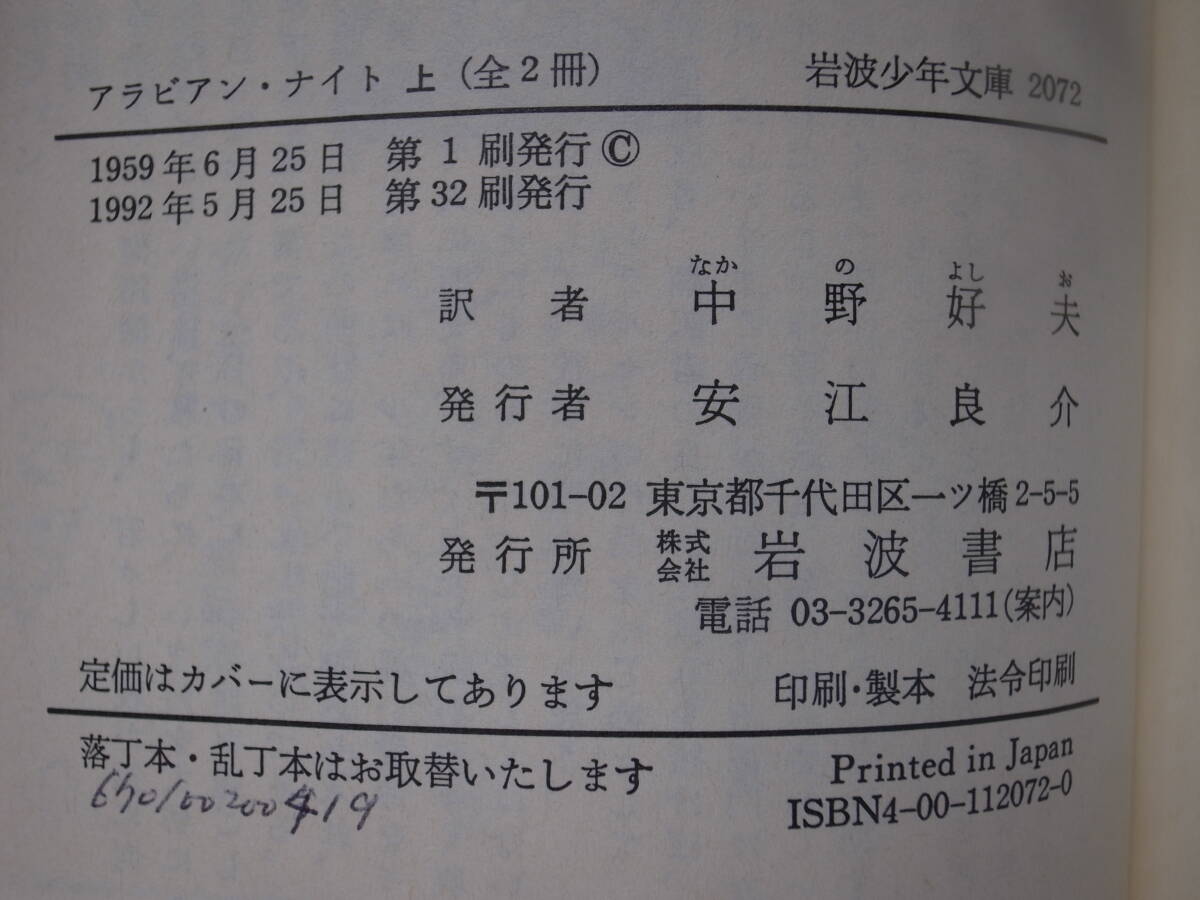 アラビアン・ナイト 上 (全2冊) 岩波少年文庫 2072
1959年6月25日 第1刷発行 ©
1992年5月25日 第32刷発行
なか の よし お
訳者 中野好夫
発行者 安江良介
〒101-02 東京都千代田区一ツ橋2-5-5
発行所 株式会社 岩波書店
電話 03-3265-4111(案内)
定価はカバーに表示してあります 印刷・製本 法令印刷
落丁本・乱丁本はお取替いたします Printed in Japan
ISBN4-00-112072-0